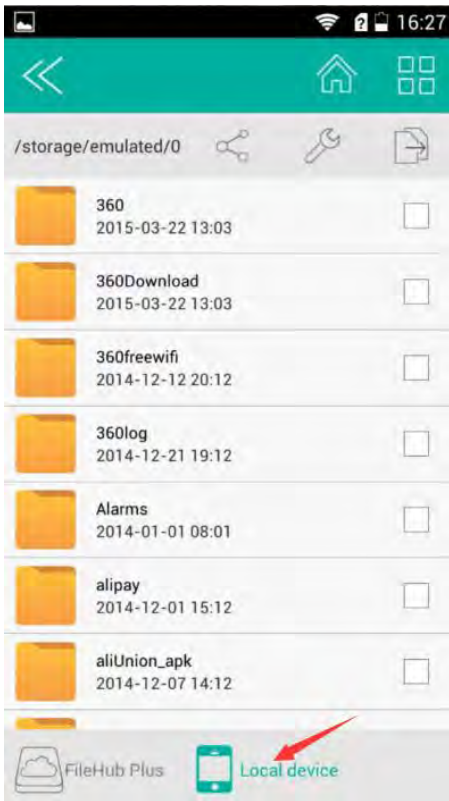 16:27
/storage/emulated/0
360
2015-03-22 13:03
360Download
2015-03-22 13:03
360freewifi
2014-12-12 20:12
360log
2014-12-21 19:12
Alarms
2014-01-01 08:01
alipay
2014-12-01 15:12
aliUnion_apk
2014-12-07 14:12
FileHub Plus Local device